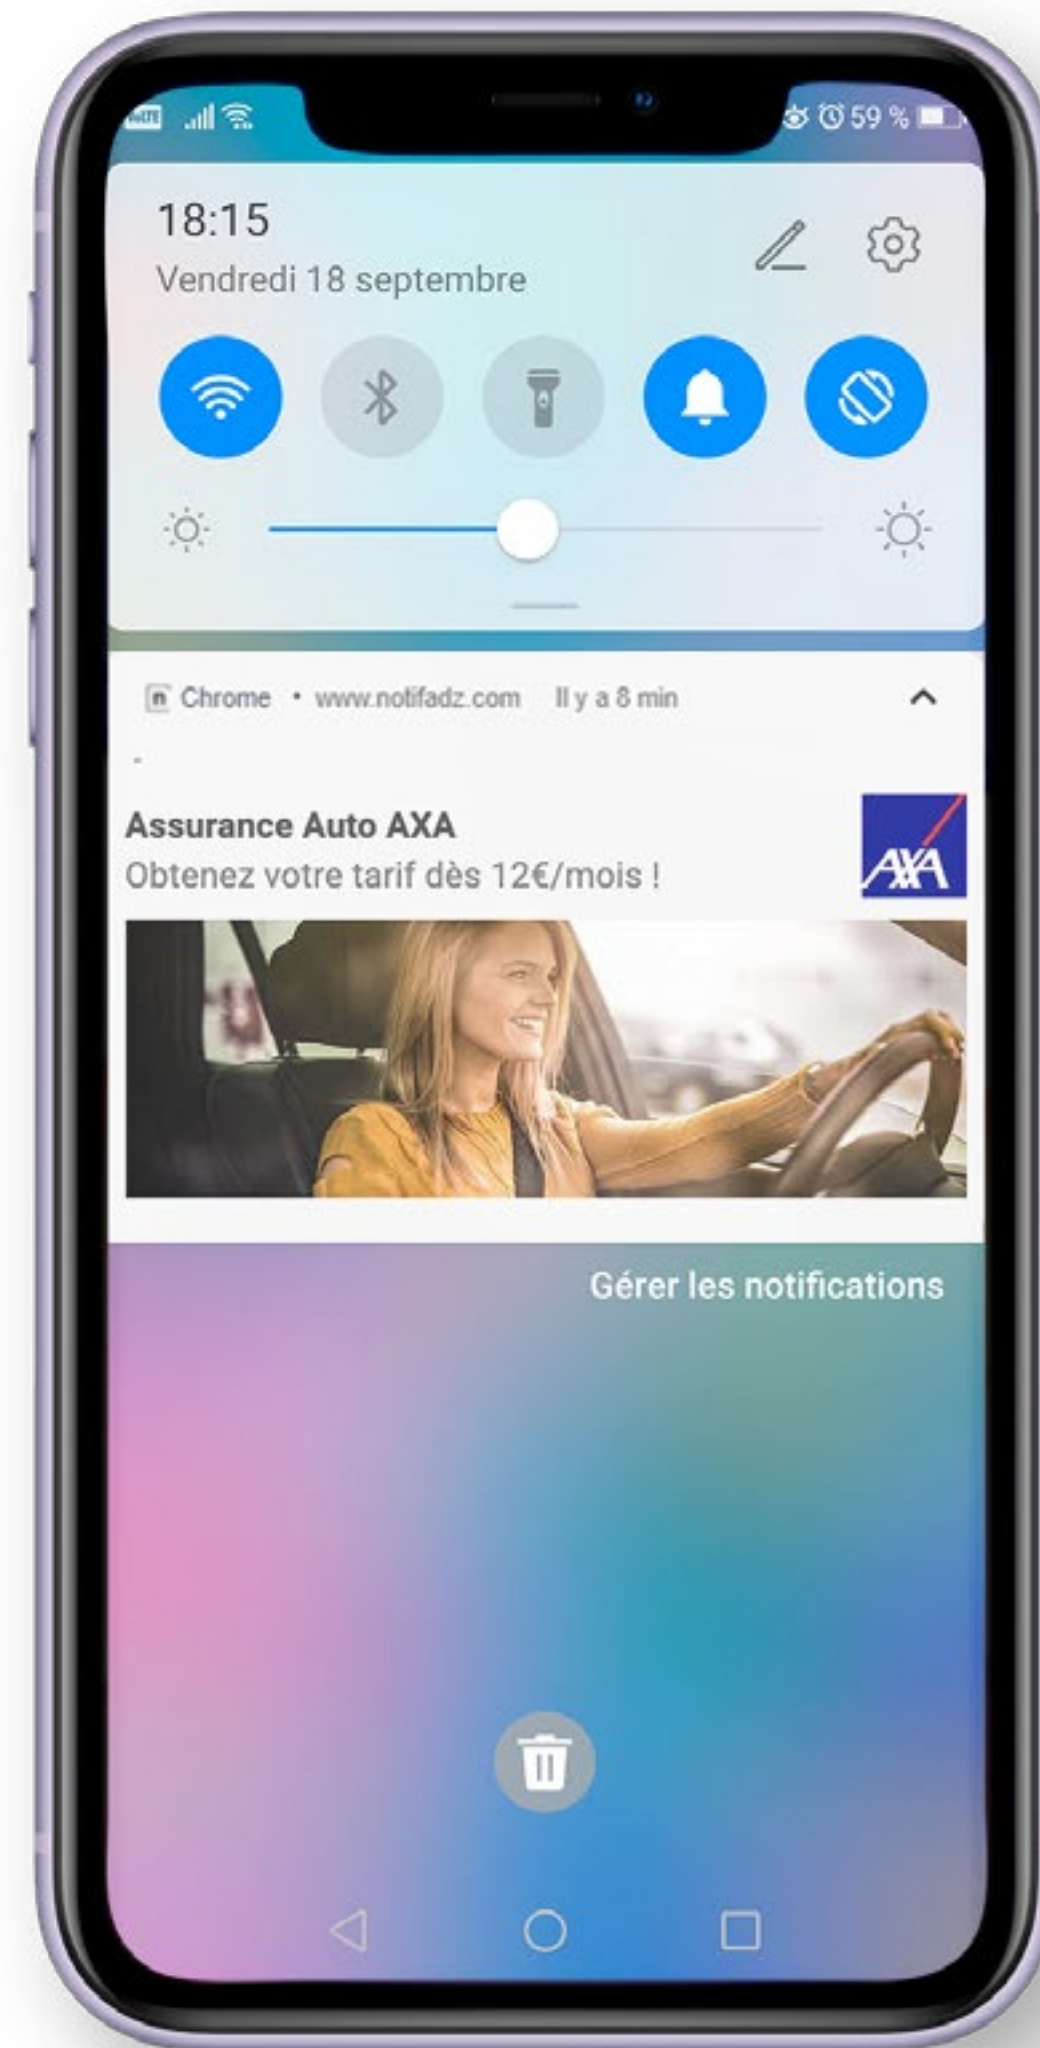 59 %
18:15
Vendredi 18 septembre
n Chrome • www.notifadz.com Il y a 8 min
-
Assurance Auto AXA
Obtenez votre tarif dès 12€/mois !
AXA
Gérer les notifications